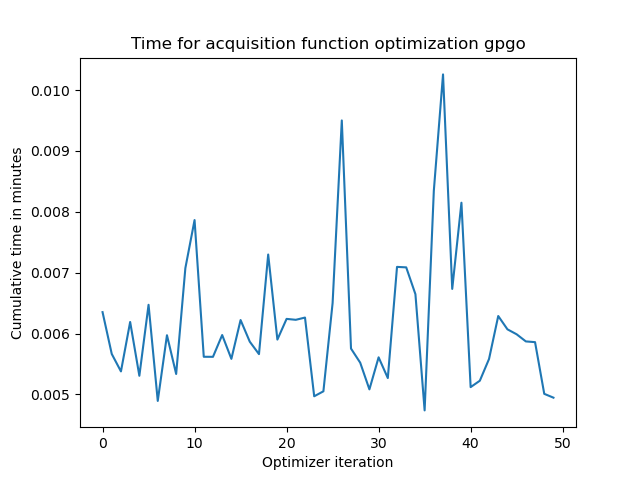 Time for acquisition function optimization gpgo
0.010
0.009
0.008
0.007
0.006
0.005
Cumulative time in minutes
0 10 20 30 40 50
Optimizer iteration